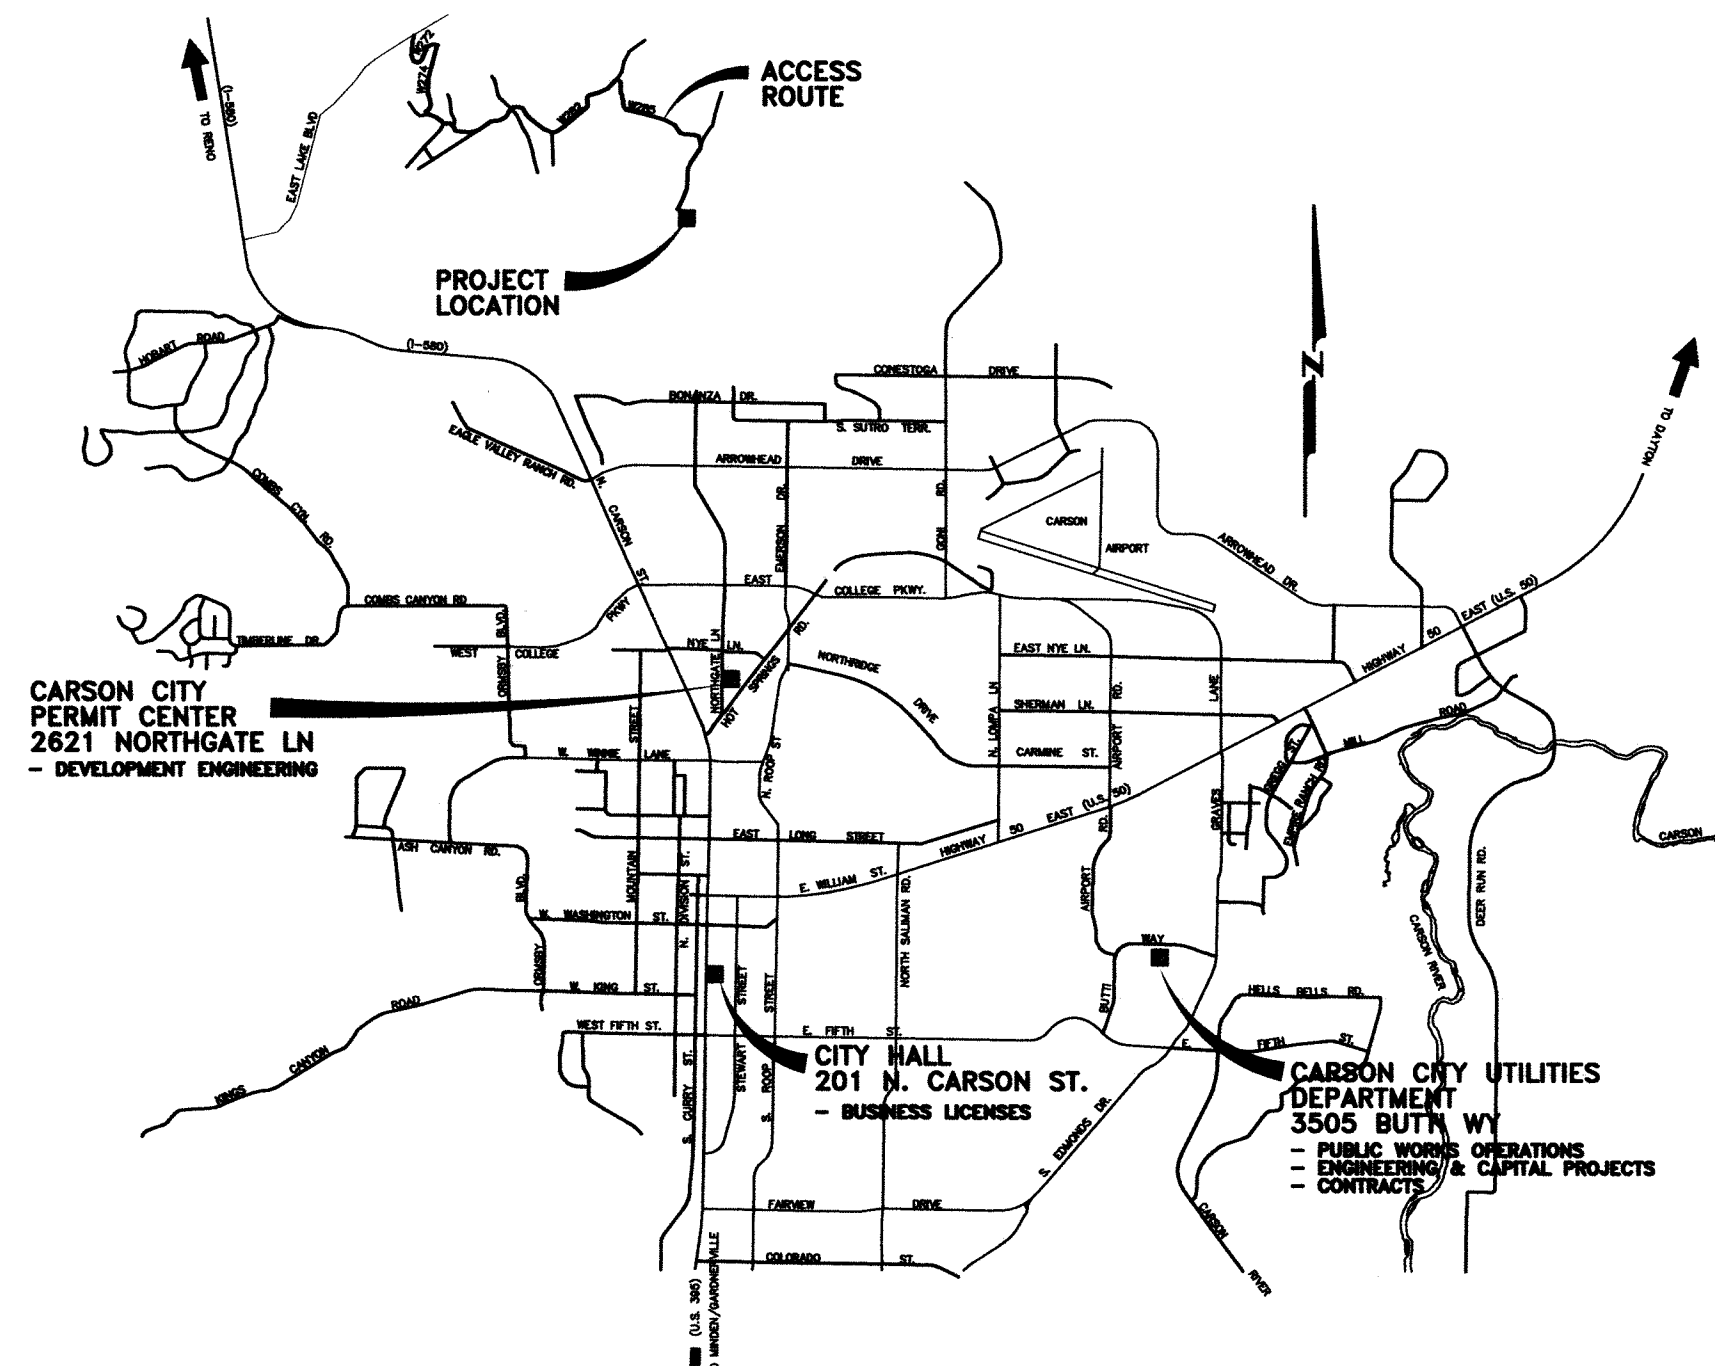 ACCESS
ROUTE
W274
W282
W285
(I-580)
TO RENO
EAST LAKE BLVD
PROJECT
LOCATION
HOBART ROAD
(I-580)
CONESTOGA DRIVE
BONANZA DR.
S. SUTRO TERR.
EAGLE VALLEY RANCH RD.
ARROWHEAD DRIVE
N
TO DAYTON
COMBS CYN. RD.
N. CARSON ST.
EMERSON DR.
GONI RD.
CARSON AIRPORT
ARROWHEAD DR.
EAST COLLEGE PKWY.
COMBS CANYON RD
HIGHWAY 50 EAST (U.S. 50)
TIMBERLINE DR.
WEST COLLEGE PKWY
ORMSBY BLVD.
NYE LN.
NORTHGATE LN
HOT SPRINGS RD.
NORTHRIDGE DRIVE
EAST NYE LN.
SHERMAN LN.
N. LOMPA LN
CARMINE ST.
AIRPORT RD.
GRAVES LANE
CARSON CITY
PERMIT CENTER
2621 NORTHGATE LN
- DEVELOPMENT ENGINEERING
W. WINNIE LANE
N. ROOP ST
MOUNTAIN STREET
MILL ROAD
EMPIRE RANCH RD.
HIGHWAY 50 EAST (U.S. 50)
EAST LONG STREET
ASH CANYON RD.
E. WILLIAM ST.
CARSON
DEER RUN RD.
CARSON RIVER
AIRPORT RD.
N. DIVISION ST.
W. WASHINGTON ST.
ORMSBY BLVD.
NORTH SALIMAN RD.
BUTTI WAY
W. KING ST.
STEWART STREET
S. ROOP STREET
HELLS BELLS RD.
KINGS CANYON ROAD
WEST FIFTH ST.
E. FIFTH ST.
E. FIFTH ST.
S. CURRY ST.
CITY HALL
201 N. CARSON ST.
- BUSINESS LICENSES
CARSON CITY UTILITIES
DEPARTMENT
3505 BUTTI WY
- PUBLIC WORKS OPERATIONS
- ENGINEERING & CAPITAL PROJECTS
- CONTRACTS
S. EDMONDS DR.
FAIRVIEW DRIVE
COLORADO ST.
CARSON RIVER
(U.S. 395)
MINDEN/GARDNERVILLE